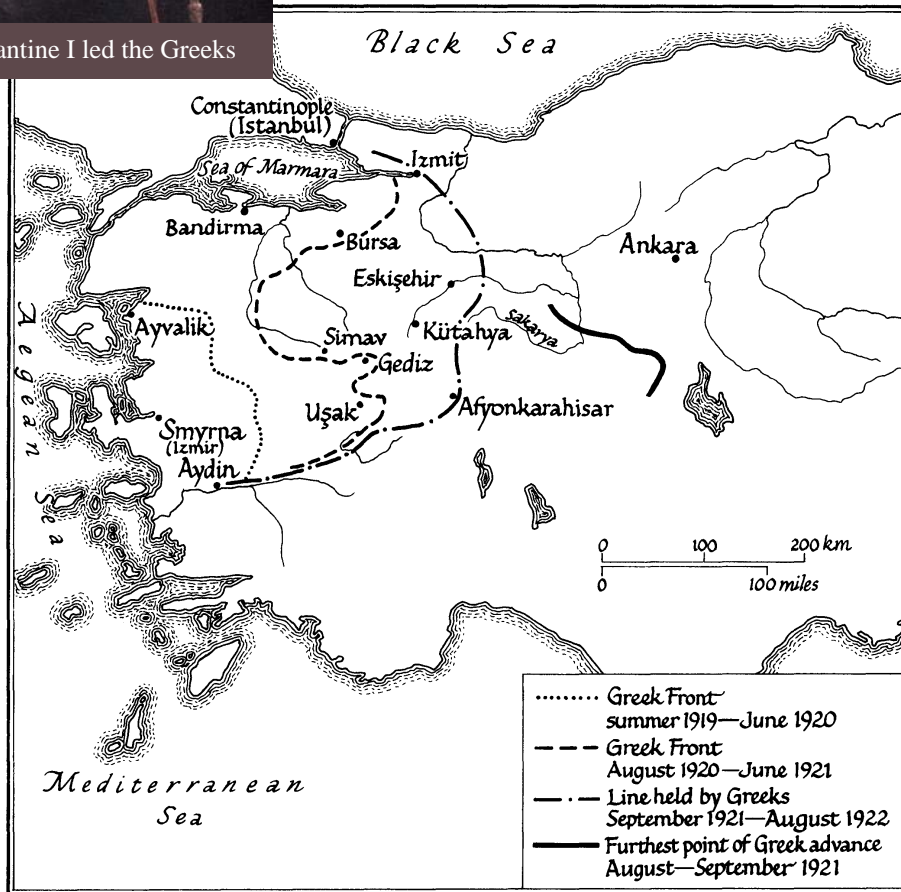 antine I led the Greeks
Black Sea
Constantinople
(Istanbul)
Izmit
Sea of Marmara
Bandirma
Bursa
Ankara
Eskişehir
Ayvalik
Simav
Kütahya
Sakarya
Gediz
Uşak
Afyonkarahisar
Smyrna
(Izmir)
Aydin
Aegean Sea
0 100 200 km
0 100 miles
Greek Front
summer 1919—June 1920
Greek Front
August 1920—June 1921
Line held by Greeks
September 1921—August 1922
Furthest point of Greek advance
August—September 1921
Mediterranean
Sea